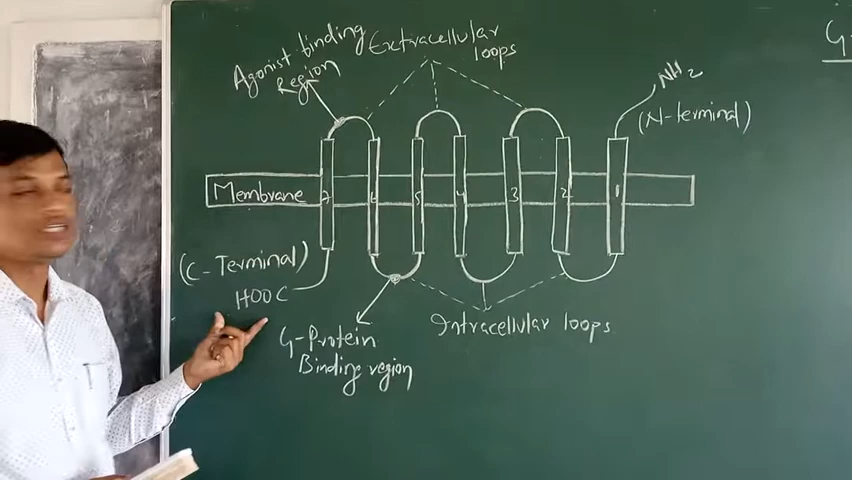 G-
Agonist binding
Region
Extracellular
loops
NH2
(N-terminal)
Membrane
7
6
5
4
3
2
1
(C-Terminal)
HOOC
G-Protein
Binding region
Intracellular loops